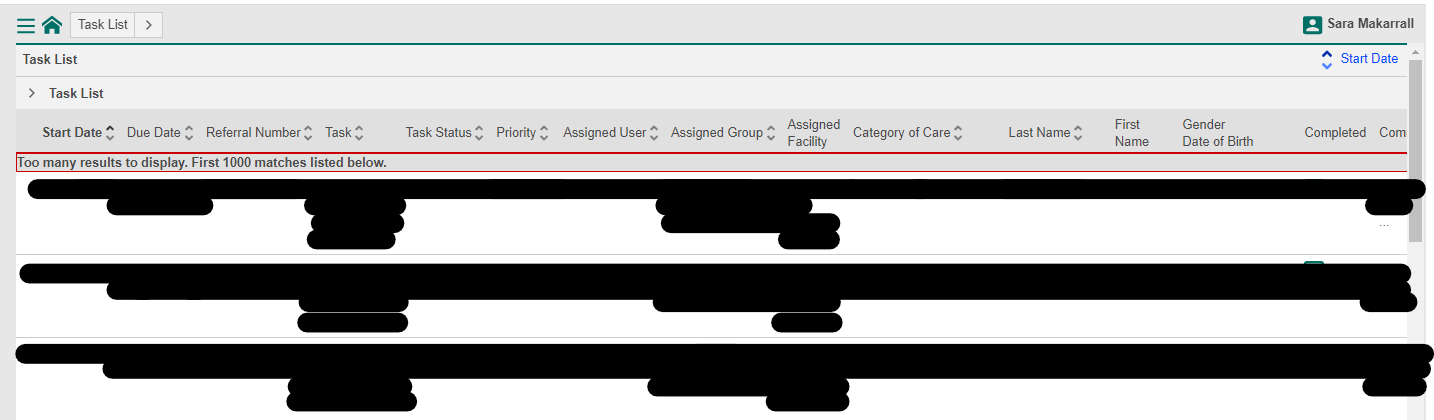 Task List
Sara Makarrall
Task List
Start Date
Task List
Start Date Due Date Referral Number Task Task Status Priority Assigned User Assigned Group Assigned Facility Category of Care Last Name First Name Gender Date of Birth Completed Com
Too many results to display. First 1000 matches listed below.
...